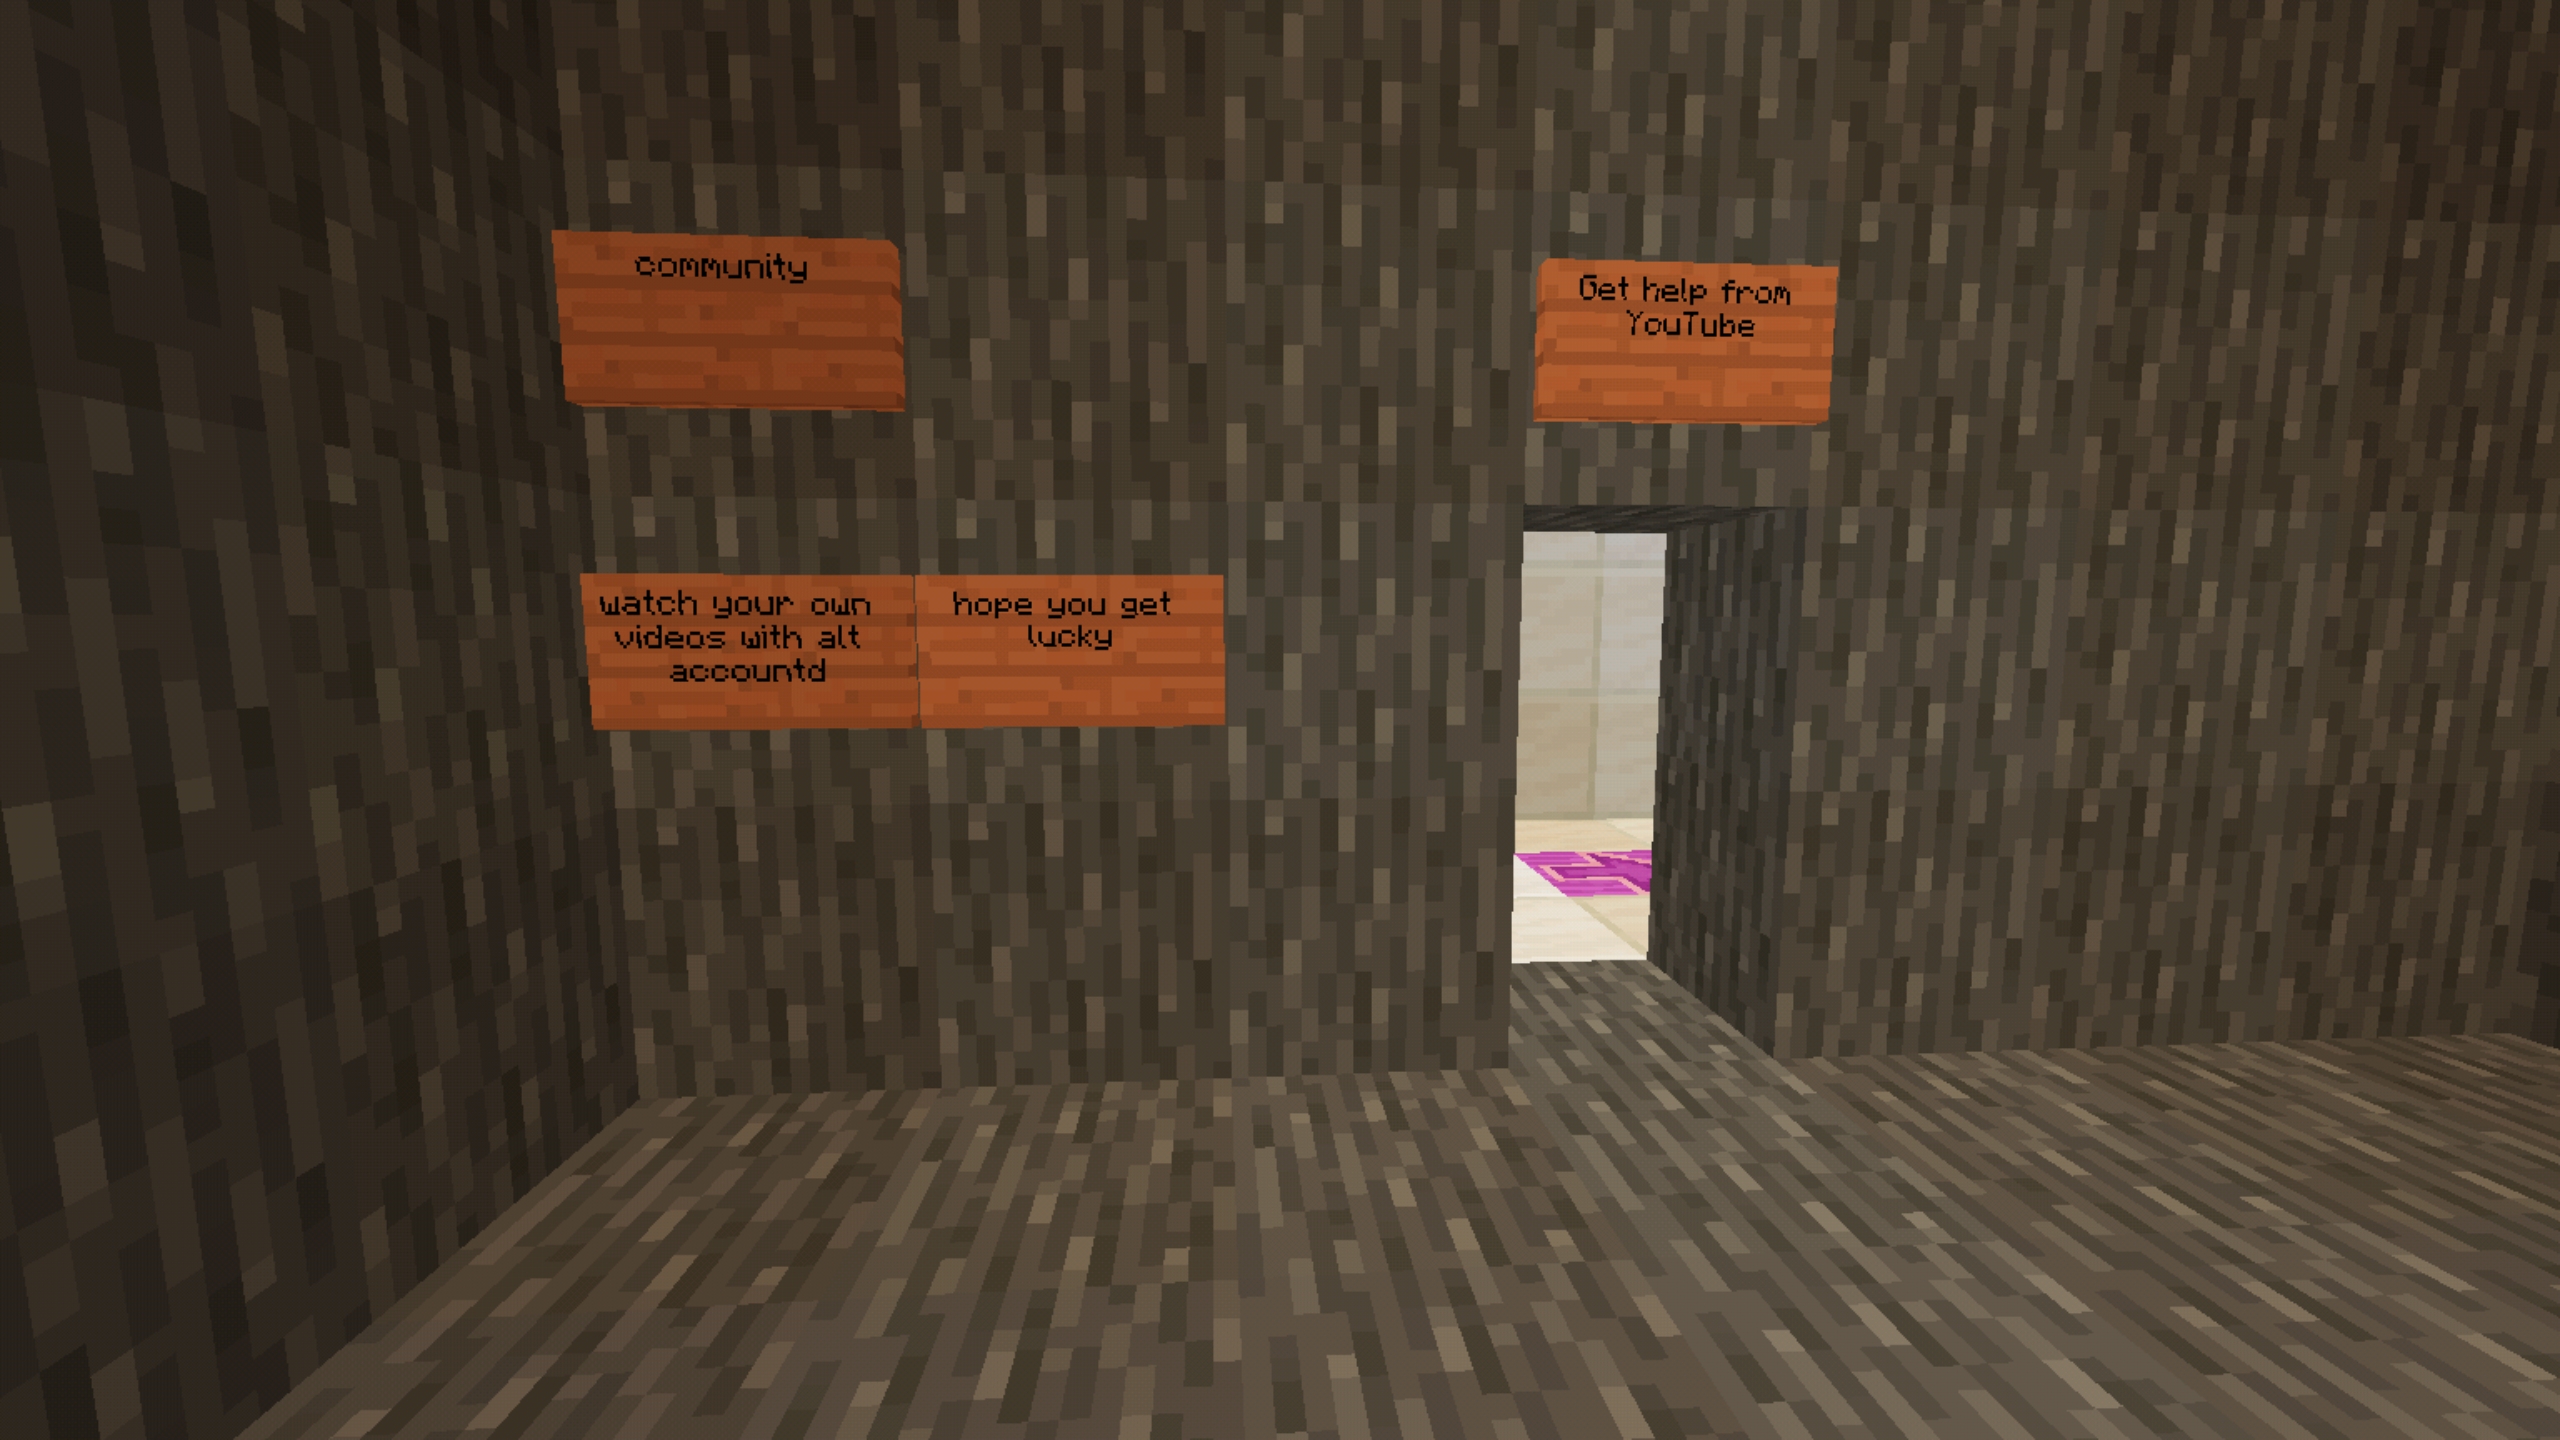 community
Get help from
YouTube
watch your own
videos with alt
accountd
hope you get
lucky